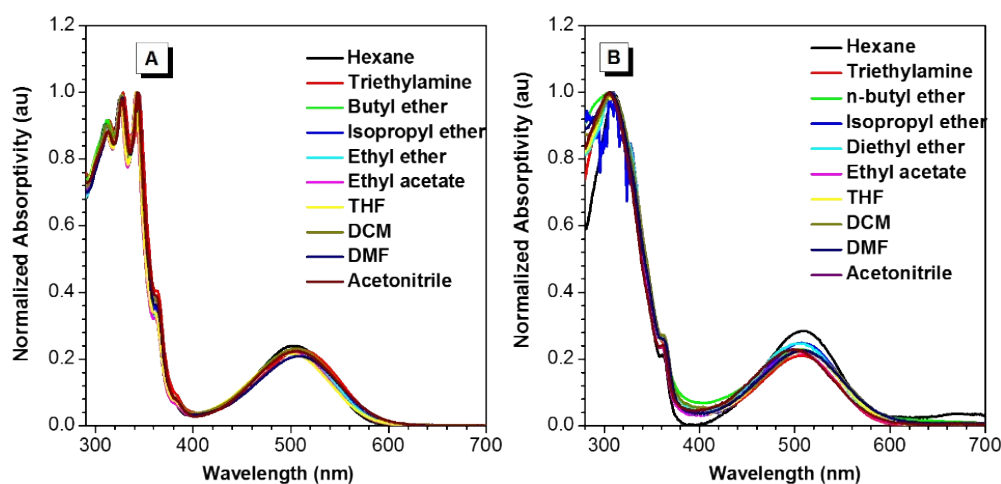 A
Hexane
Triethylamine
Butyl ether
Isopropyl ether
Ethyl ether
Ethyl acetate
THF
DCM
DMF
Acetonitrile
Normalized Absorptivity (au)
1.2
1.0
0.8
0.6
0.4
0.2
0.0
300 400 500 600 700
Wavelength (nm)
B
Hexane
Triethylamine
n-butyl ether
Isopropyl ether
Diethyl ether
Ethyl acetate
THF
DCM
DMF
Acetonitrile
Normalized Absorptivity (au)
1.2
1.0
0.8
0.6
0.4
0.2
0.0
300 400 500 600 700
Wavelength (nm)